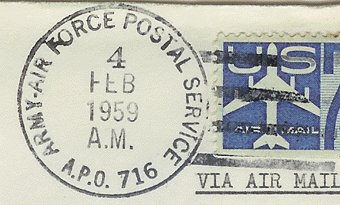 ARMY-AIR FORCE POSTAL SERVICE
4
FEB
1959
A.M.
A.P.O. 716
US
AIR MAIL
VIA AIR MAIL